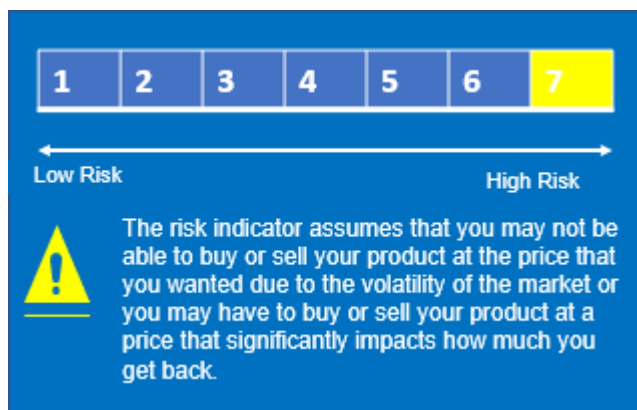 1 2 3 4 5 6 7
Low Risk High Risk
The risk indicator assumes that you may not be
able to buy or sell your product at the price that
you wanted due to the volatility of the market or
you may have to buy or sell your product at a
price that significantly impacts how much you
get back.